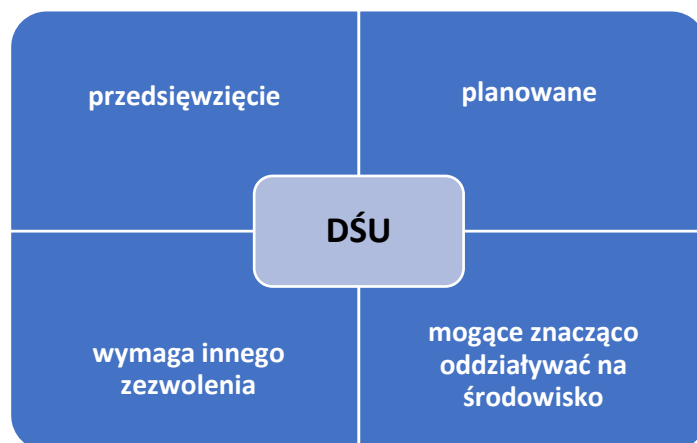 przedsięwzięcie
planowane
DŚU
wymaga innego
zezwolenia
mogące znacząco
oddziaływać na
środowisko